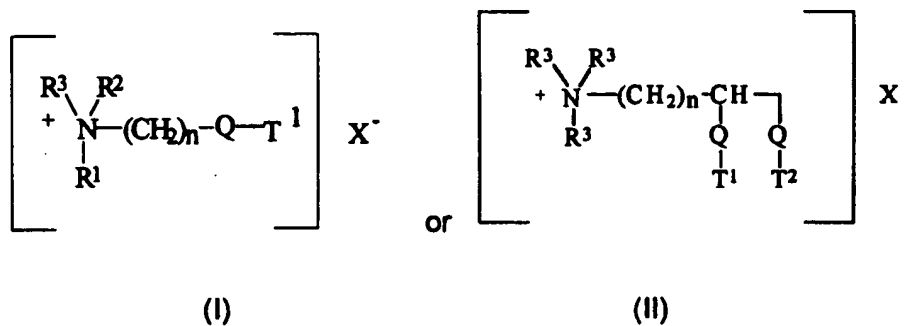 R³ R² + N—(CH₂)n—Q—T¹ R¹ X⁻
or
R³ R³ + N—(CH₂)n—CH R³ Q Q T¹ T² X
(I) (II)